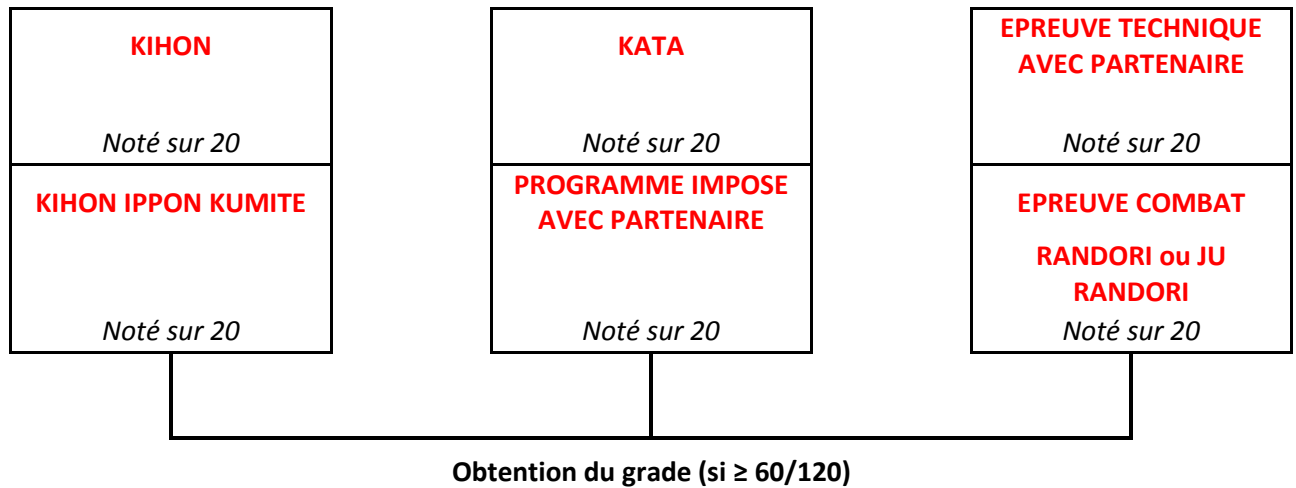 KIHON
Noté sur 20
KIHON IPPON KUMITE
Noté sur 20
KATA
Noté sur 20
PROGRAMME IMPOSE
AVEC PARTENAIRE
Noté sur 20
EPREUVE TECHNIQUE
AVEC PARTENAIRE
Noté sur 20
EPREUVE COMBAT
RANDORI ou JU
RANDORI
Noté sur 20
Obtention du grade (si ≥ 60/120)